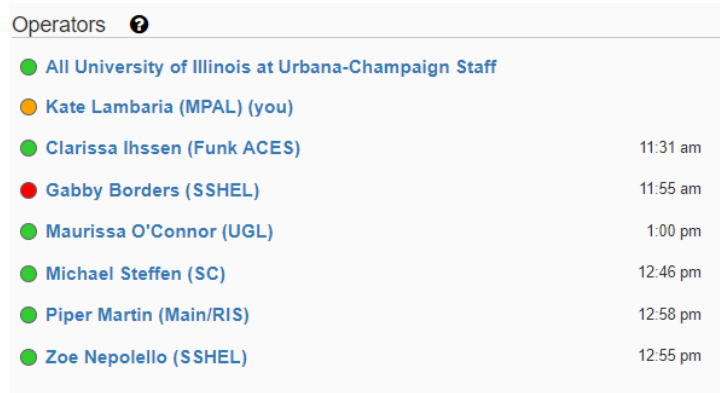 Operators ?
All University of Illinois at Urbana-Champaign Staff
Kate Lambaria (MPAL) (you)
Clarissa Ihssen (Funk ACES) 11:31 am
Gabby Borders (SSHEL) 11:55 am
Maurissa O'Connor (UGL) 1:00 pm
Michael Steffen (SC) 12:46 pm
Piper Martin (Main/RIS) 12:58 pm
Zoe Nepolello (SSHEL) 12:55 pm